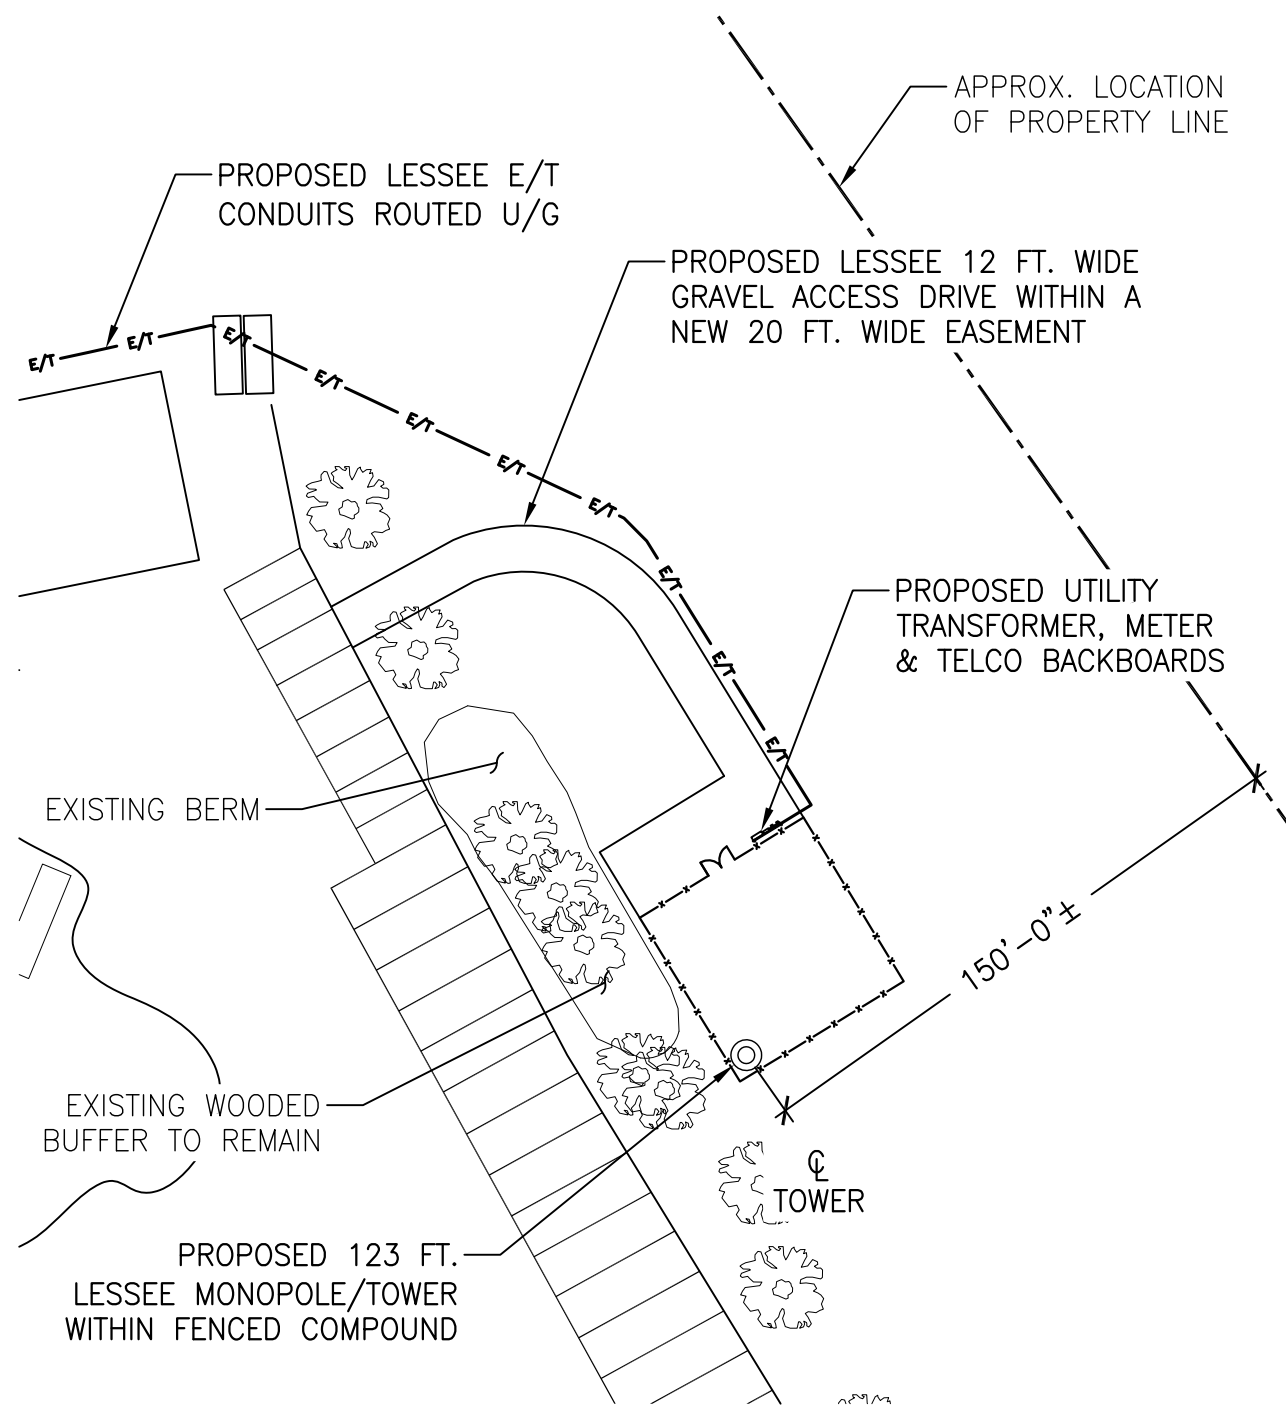 APPROX. LOCATION
OF PROPERTY LINE
PROPOSED LESSEE E/T
CONDUITS ROUTED U/G
PROPOSED LESSEE 12 FT. WIDE
GRAVEL ACCESS DRIVE WITHIN A
NEW 20 FT. WIDE EASEMENT
E/T
E/T
E/T
E/T
E/T
E/T
E/T
E/T
E/T
E/T
PROPOSED UTILITY
TRANSFORMER, METER
& TELCO BACKBOARDS
EXISTING BERM
150'-0"±
EXISTING WOODED
BUFFER TO REMAIN
℄
TOWER
PROPOSED 123 FT.
LESSEE MONOPOLE/TOWER
WITHIN FENCED COMPOUND